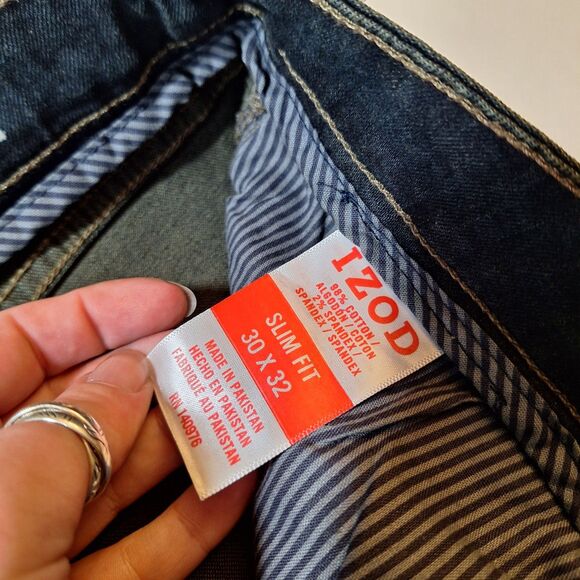 IZOD
98% COTTON/
ALGODÓN/COTON
2% SPANDEX/
SPANDEX/SPANDEX
SLIM FIT
30 X 32
MADE IN PAKISTAN
HECHO EN PAKISTAN
FABRIQUÉ AU PAKISTAN
RN 140976